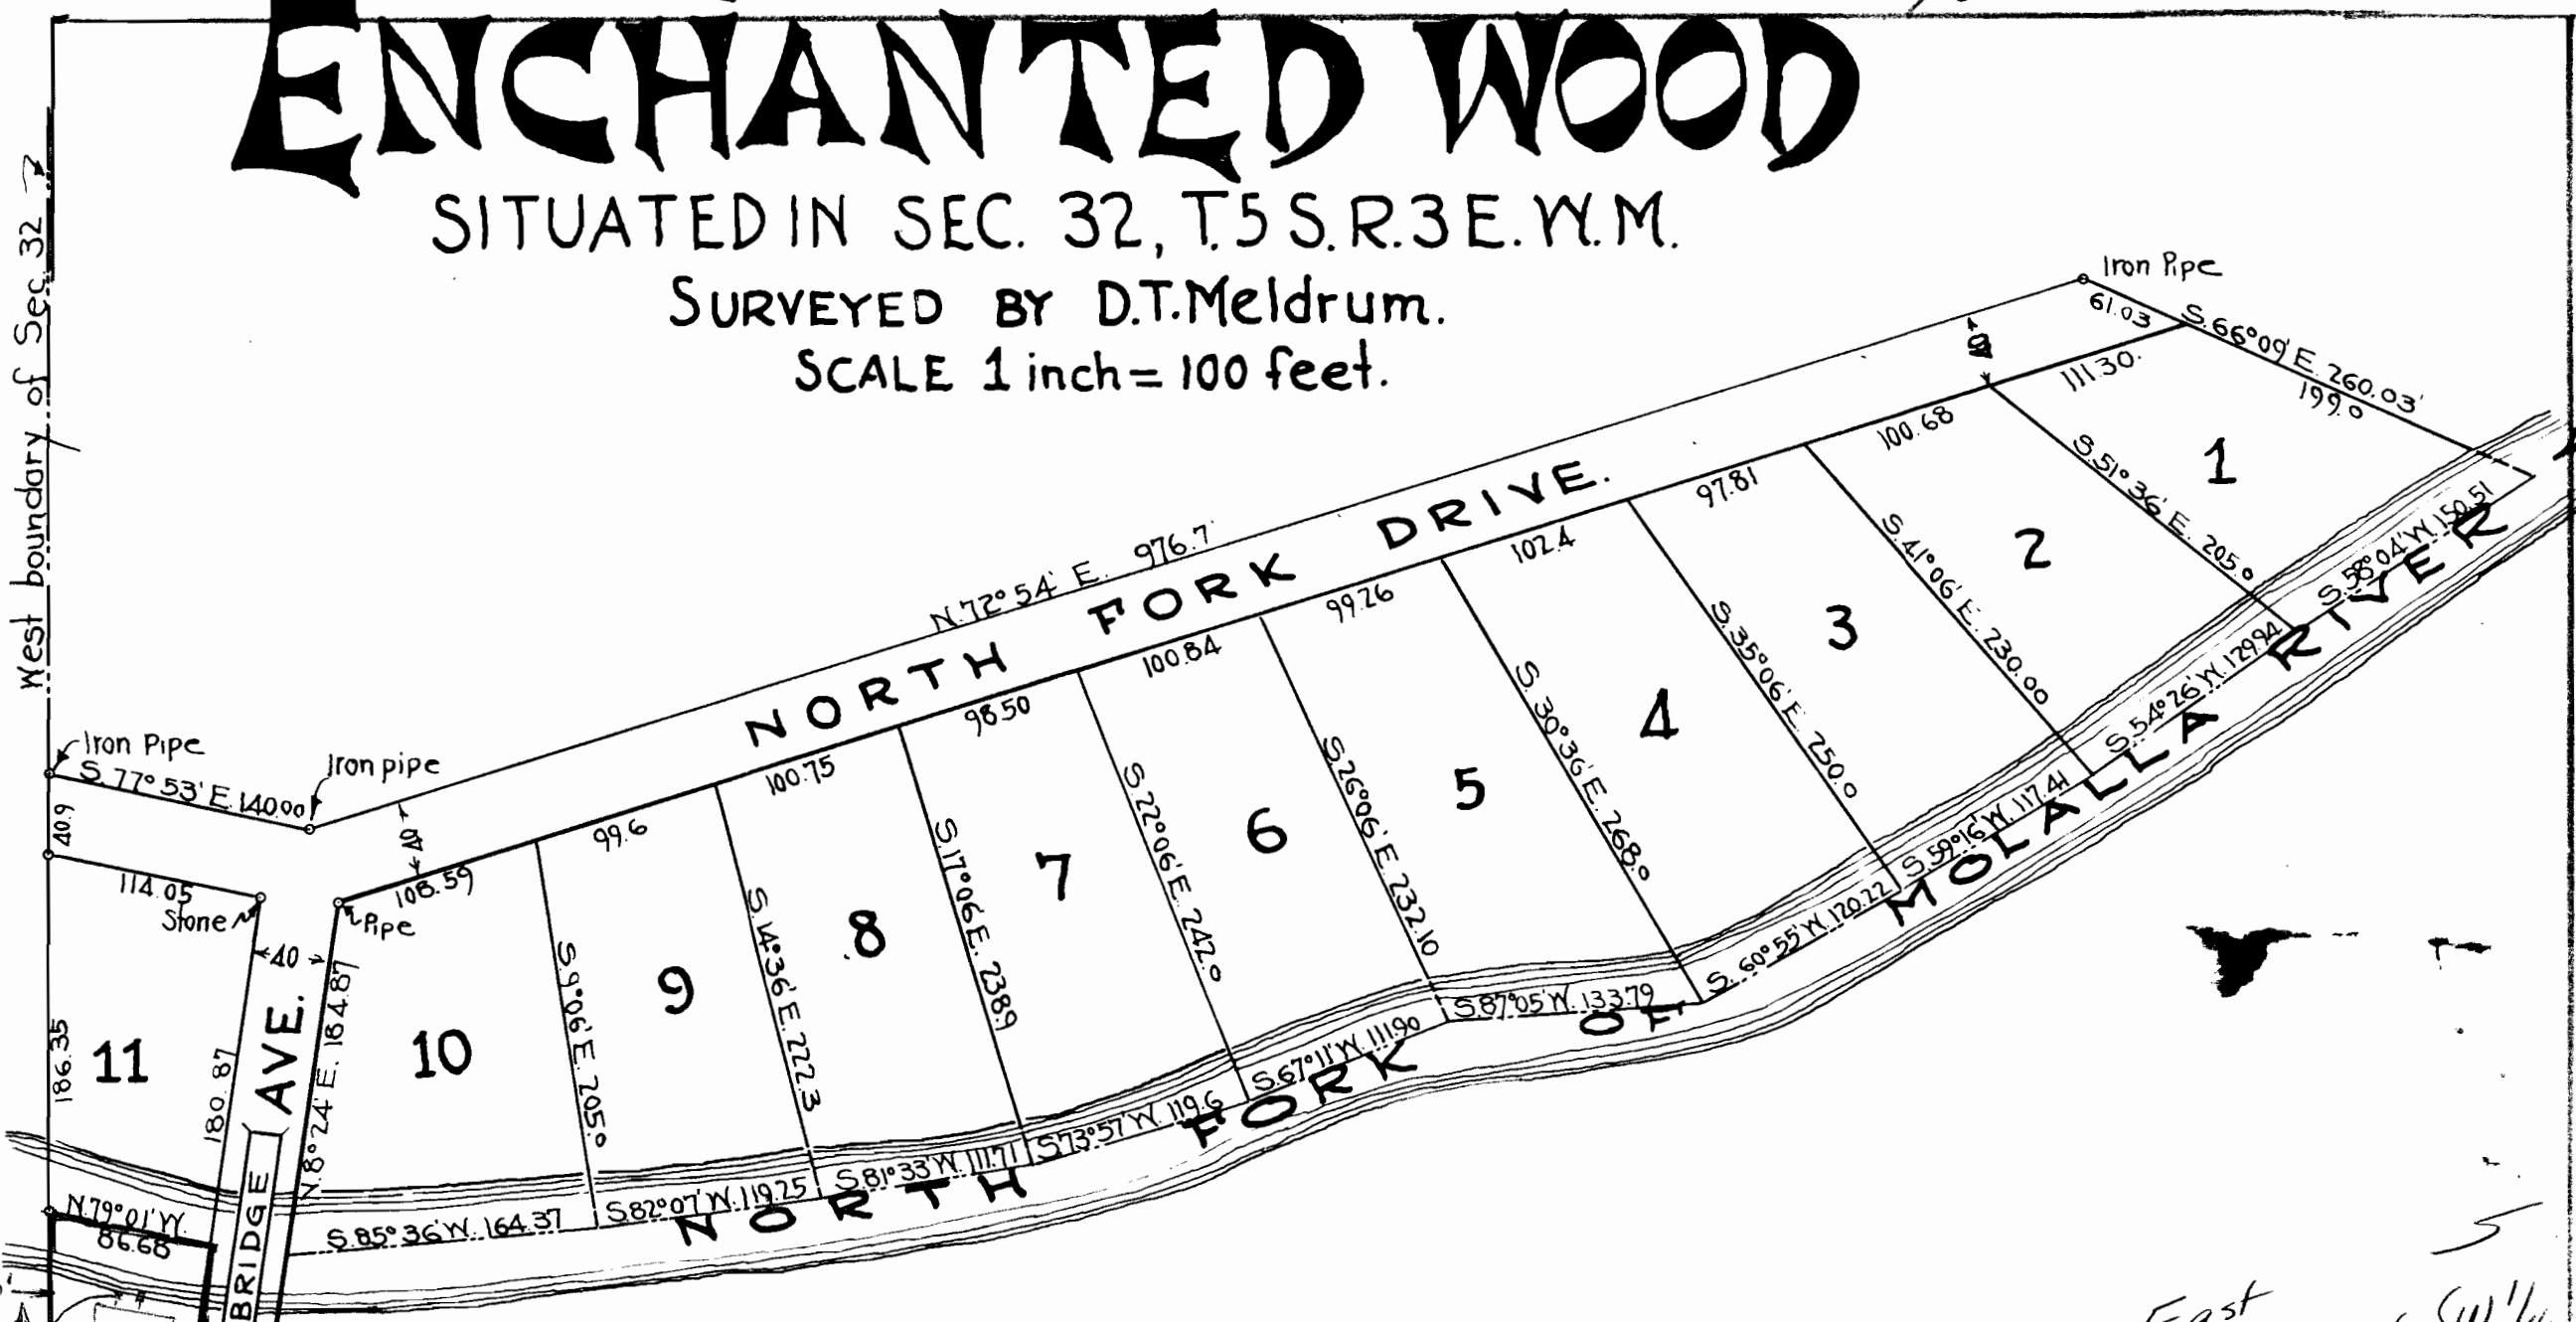 ENCHANTED WOOD
SITUATED IN SEC. 32, T.5 S. R.3 E. W. M.
SURVEYED BY D.T. Meldrum.
SCALE 1 inch = 100 feet.
West boundary of Sec. 32
Iron Pipe
61.03
S. 66°09' E. 260.03'
199.0
40
111.30.
100.68
97.81
102.4
99.26
100.84
98.50
100.75
99.6
108.59
N. 72°54' E. 976.7'
NORTH FORK DRIVE.
Iron Pipe
S. 77°53' E. 140.00
Iron pipe
40.9
40
114.05
Stone
Pipe
40
1
S. 51°36' E. 205.0
2
S. 41°06' E. 230.00
3
S. 35°06' E. 250.0
4
S. 30°36' E. 268.0
5
S. 26°06' E. 232.10
6
S. 22°06' E. 242.0
7
S. 17°06' E. 238.9
8
S. 14°36' E. 222.3
9
S. 9°06' E. 205.0
10
N. 8°24' E. 184.87
11
186.35
180.87
BRIDGE AVE.
S. 58°04' W 150.51
S. 54°26' W. 129.94
S. 59°16' W. 117.41
S. 60°55' W. 120.22
S. 87°05' W. 133.79
S. 67°11' W. 111.90
S 73°57' W. 119.6
S. 81°33' W. 111.71
S. 82°07' W. 119.25
S. 85°36' W. 164.37
N. 79°01' W.
86.68
NORTH FORK OF MOLALLA RIVER
East
SW 1/4